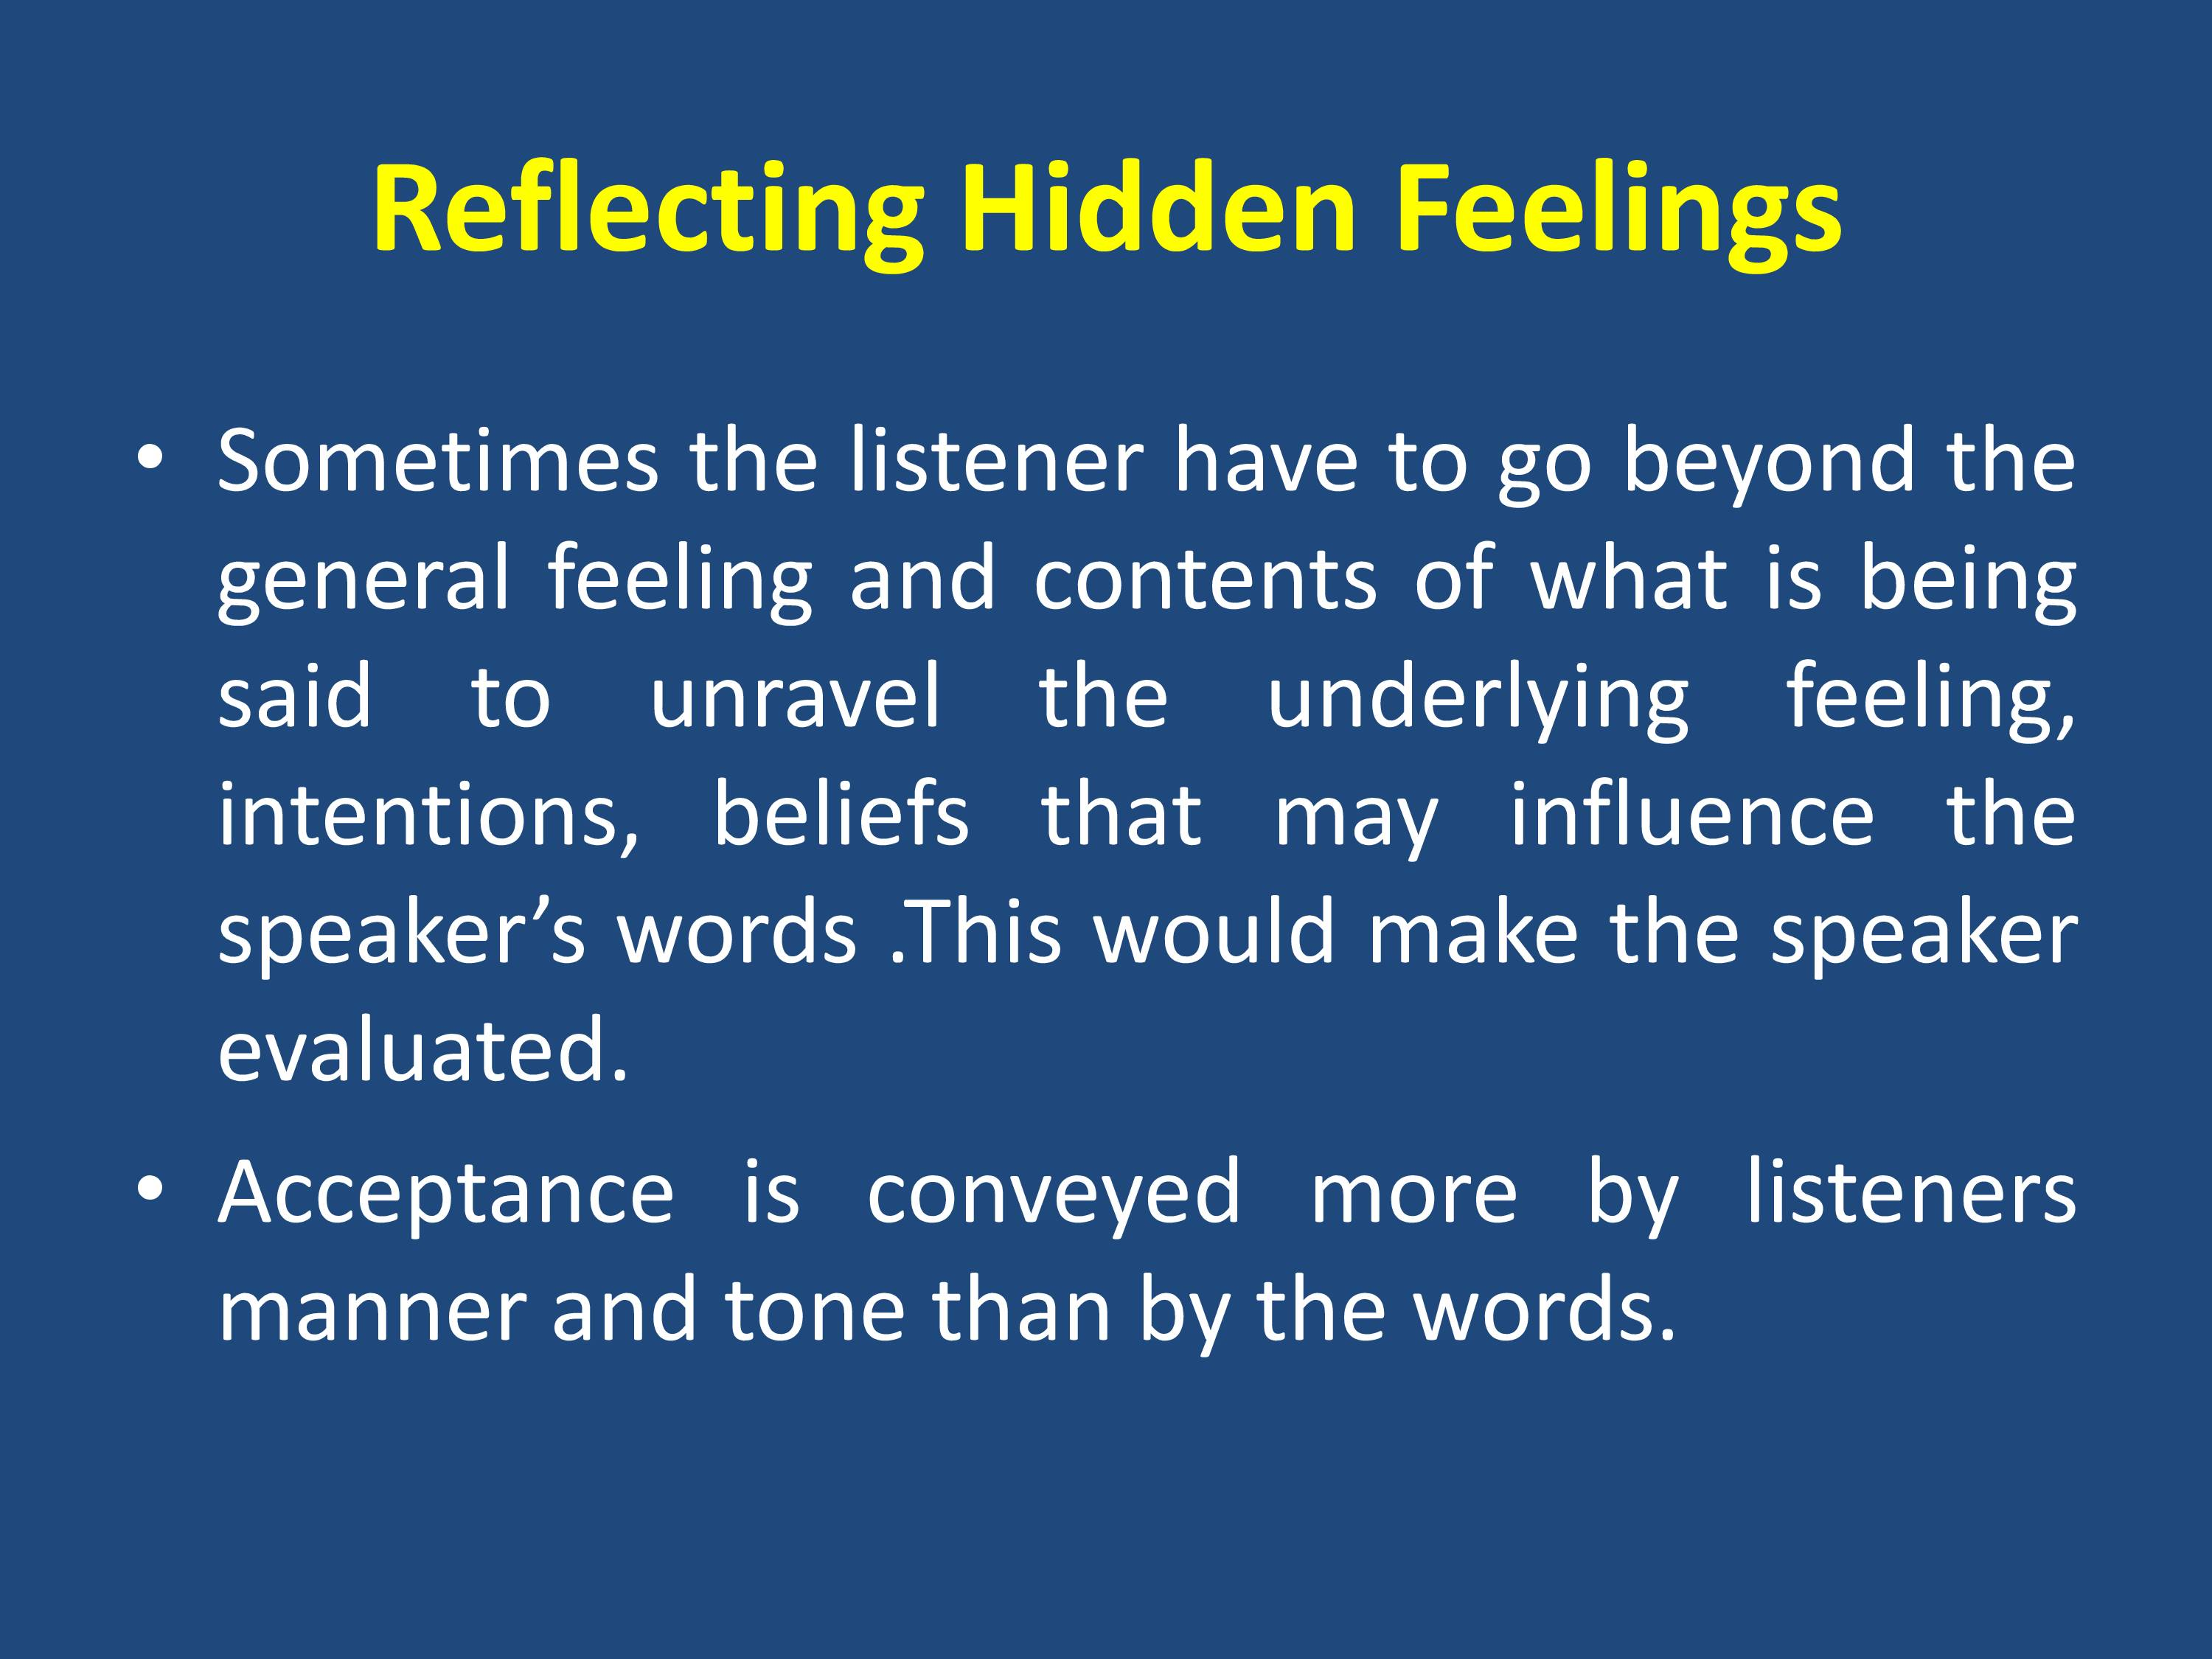 Reflecting Hidden Feelings
• Sometimes the listener have to go beyond the
general feeling and contents of what is being
said to unravel the underlying feeling,
intentions, beliefs that may influence the
speaker’s words .This would make the speaker
evaluated.
• Acceptance is conveyed more by listeners
manner and tone than by the words.